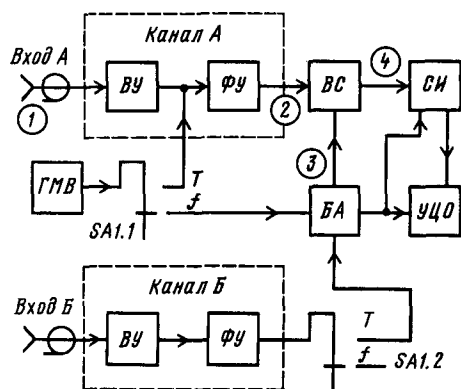 Канал А
Вход А
1
ВУ
ФУ
2
ВС
4
СИ
ГМВ
SA1.1
T
f
3
БА
УЦО
Канал Б
Вход Б
ВУ
ФУ
T
f
SA1.2